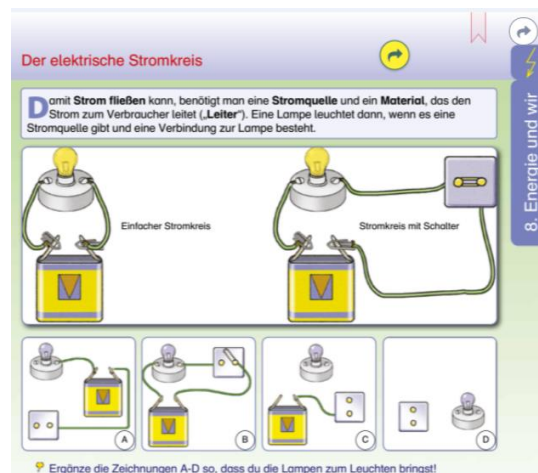 Der elektrische Stromkreis
Damit Strom fließen kann, benötigt man eine Stromquelle und ein Material, das den
Strom zum Verbraucher leitet („Leiter“). Eine Lampe leuchtet dann, wenn es eine
Stromquelle gibt und eine Verbindung zur Lampe besteht.
Einfacher Stromkreis
Stromkreis mit Schalter
A
B
C
D
Ergänze die Zeichnungen A-D so, dass du die Lampen zum Leuchten bringst!
8. Energie und wir